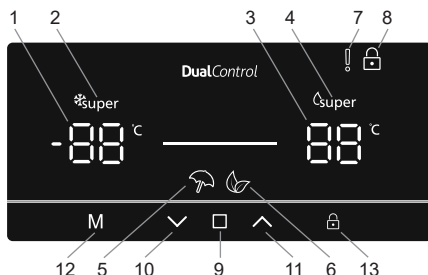 1 2 3 4 7 8
DualControl
super super
-88 °C 88 °C
M
12 5 10 9 11 6 13